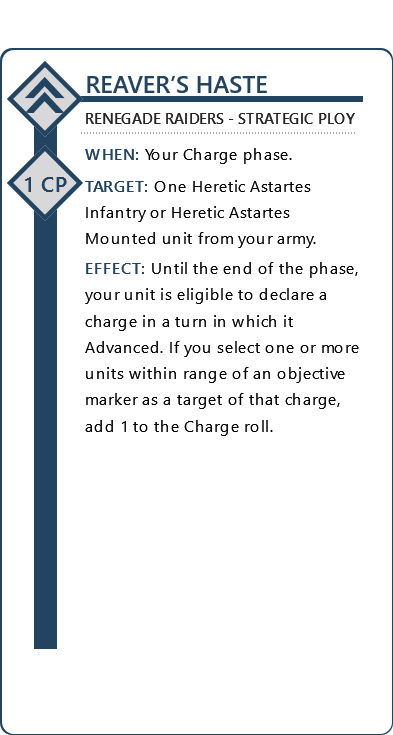 REAVER’S HASTE
RENEGADE RAIDERS - STRATEGIC PLOY
1 CP
WHEN: Your Charge phase.
TARGET: One Heretic Astartes
Infantry or Heretic Astartes
Mounted unit from your army.
EFFECT: Until the end of the phase,
your unit is eligible to declare a
charge in a turn in which it
Advanced. If you select one or more
units within range of an objective
marker as a target of that charge,
add 1 to the Charge roll.